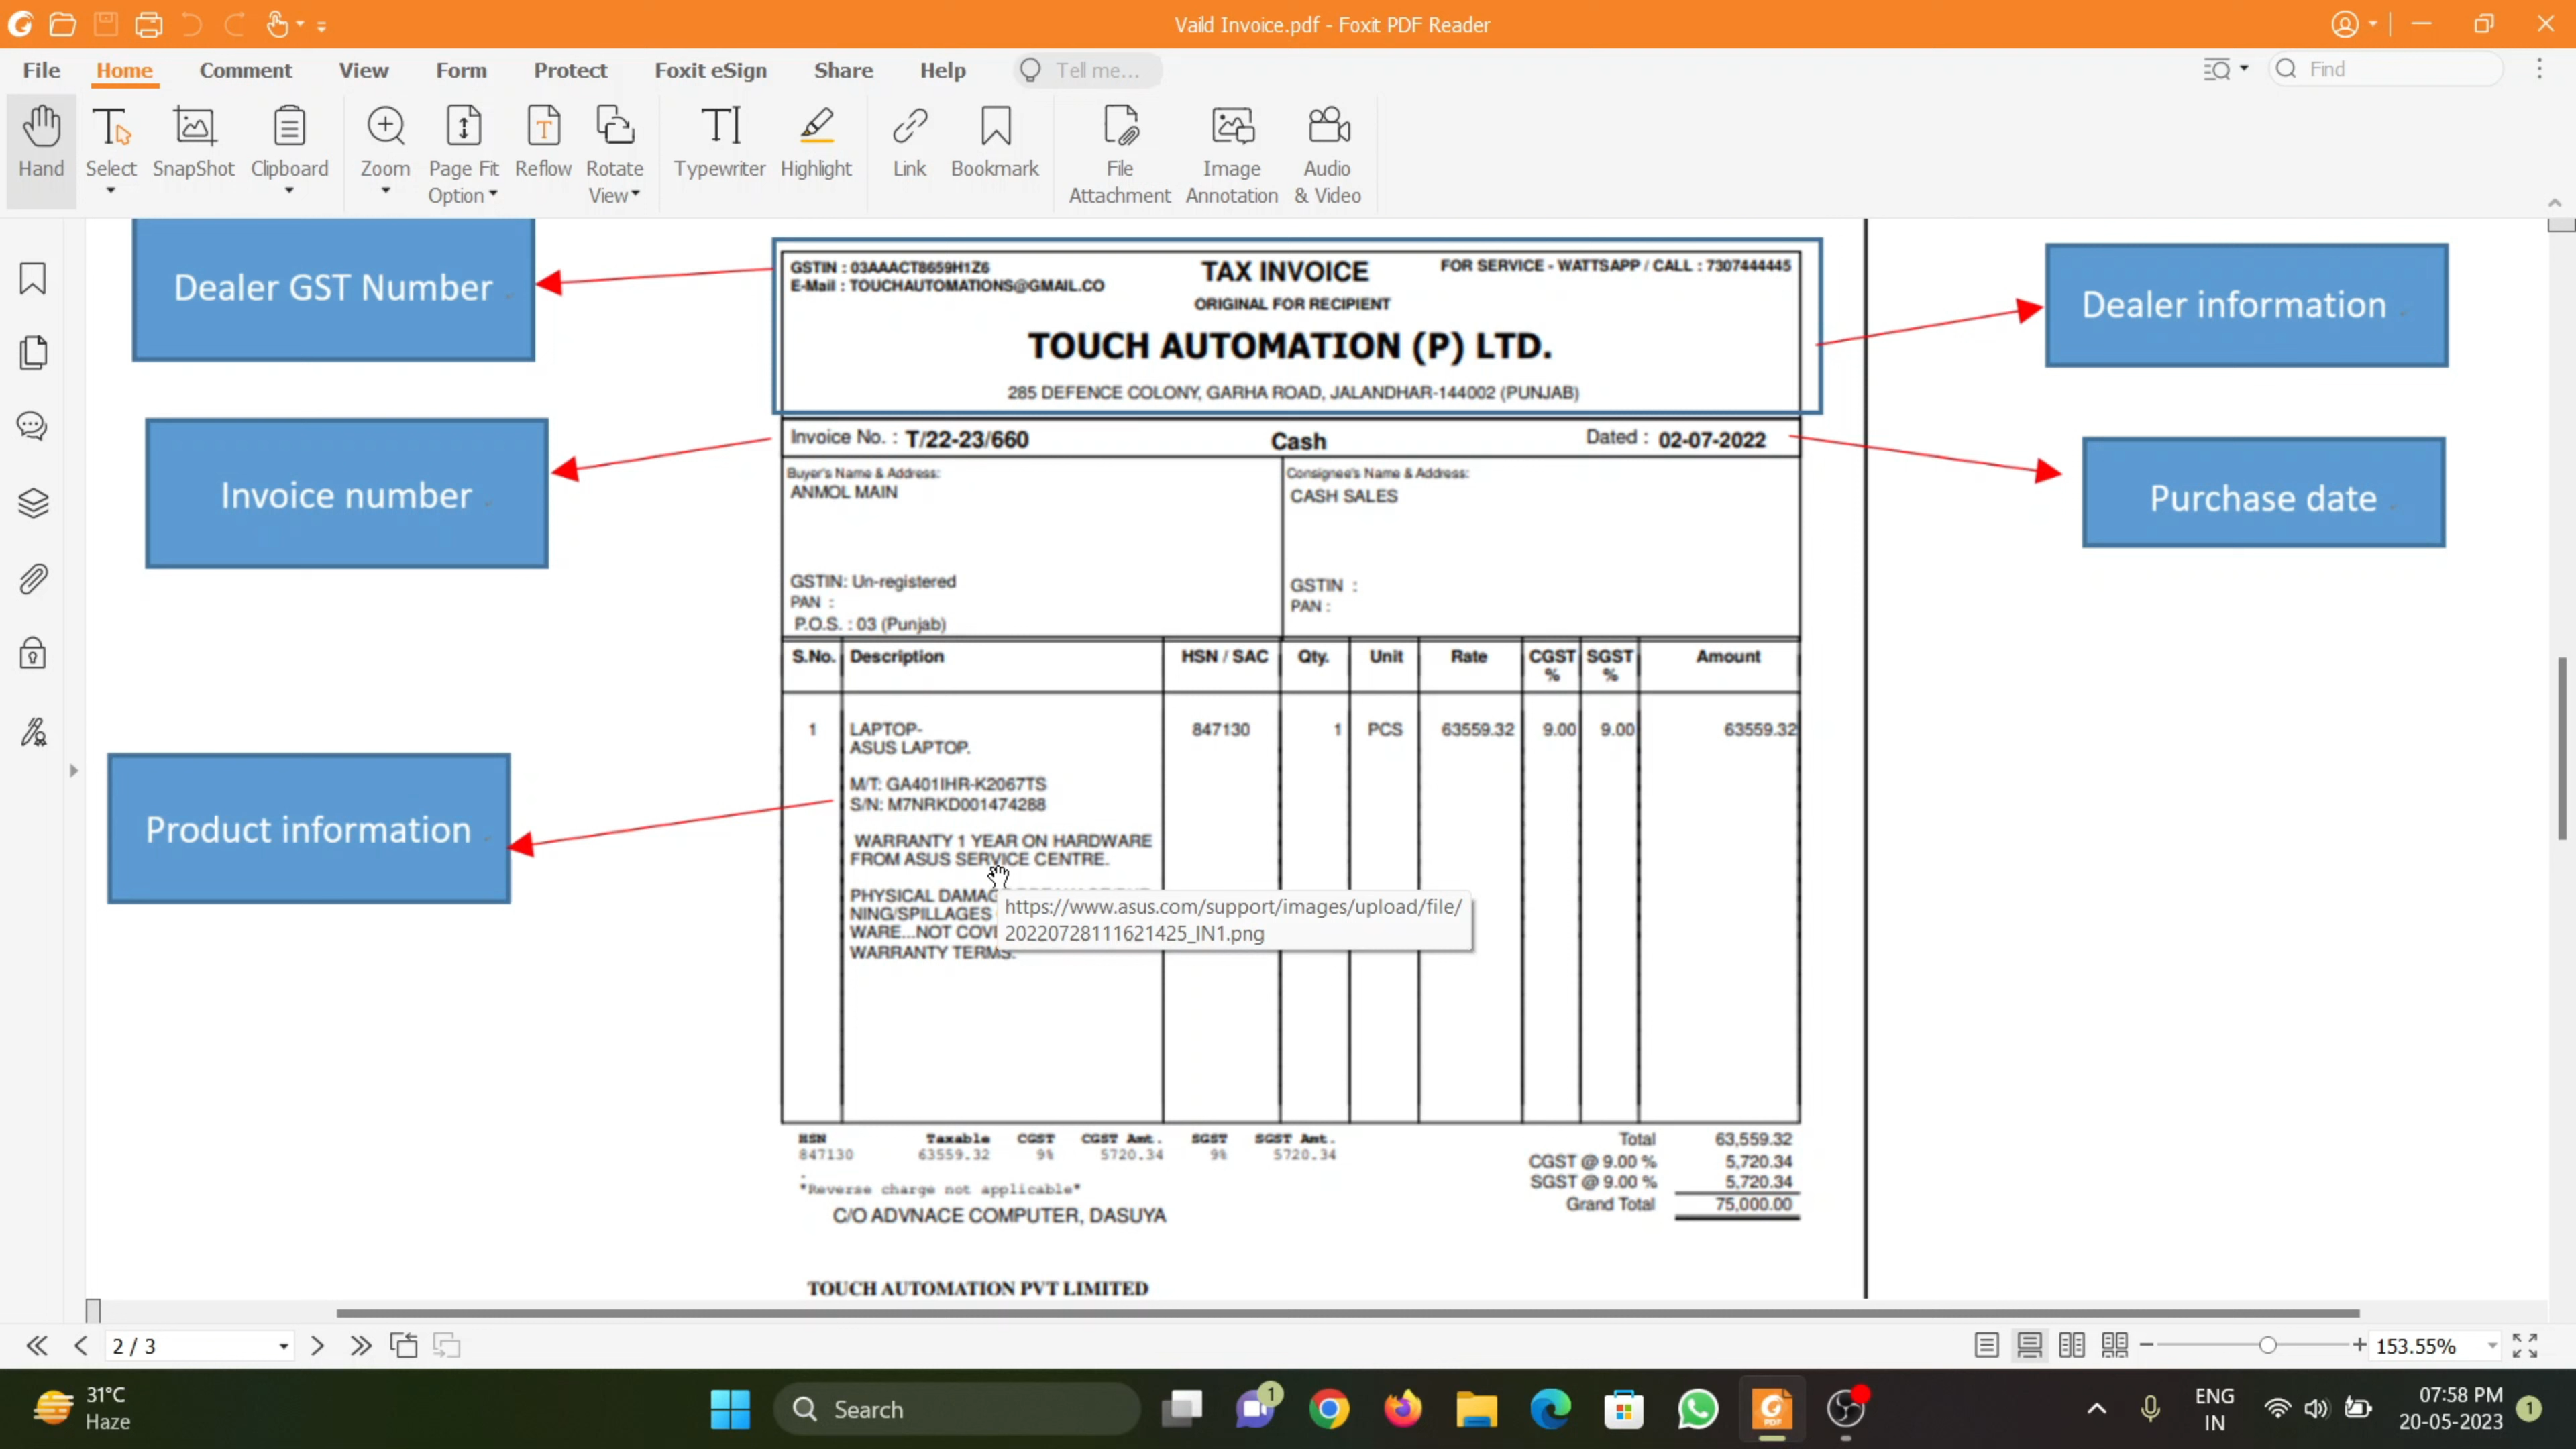 Vaild Invoice.pdf - Foxit PDF Reader
File Home Comment View Form Protect Foxit eSign Share Help Tell me... Find
Hand Select SnapShot Clipboard Zoom Page Fit Option Reflow Rotate View Typewriter Highlight Link Bookmark File Attachment Image Annotation Audio & Video
Dealer GST Number
Invoice number
Product information
Dealer information
Purchase date
GSTIN : 03AAACT8659H1Z6
E-Mail : TOUCHAUTOMATIONS@GMAIL.CO
TAX INVOICE
FOR SERVICE - WATTSAPP / CALL : 7307444445
ORIGINAL FOR RECIPIENT
TOUCH AUTOMATION (P) LTD.
285 DEFENCE COLONY, GARHA ROAD, JALANDHAR-144002 (PUNJAB)
Invoice No. : T/22-23/660 Cash Dated : 02-07-2022
Buyer's Name & Address:
ANMOL MAIN
GSTIN: Un-registered
PAN :
P.O.S. : 03 (Punjab)
Consignee's Name & Address:
CASH SALES
GSTIN :
PAN :
S.No. Description HSN / SAC Qty. Unit Rate CGST % SGST % Amount
1 LAPTOP- 847130 1 PCS 63559.32 9.00 9.00 63559.32
ASUS LAPTOP.
M/T: GA401IHR-K2067TS
S/N: M7NRKD001474288
WARRANTY 1 YEAR ON HARDWARE
FROM ASUS SERVICE CENTRE.
PHYSICAL
NING/SPILLAGES
WARE...NOT
WARRANTY TERMS.
https://www.asus.com/support/images/upload/file/
20220728111621425_IN1.png
HSN Taxable CGST CGST Amt. SGST SGST Amt.
847130 63559.32 9% 5720.34 9% 5720.34
*Reverse charge not applicable*
C/O ADVNACE COMPUTER, DASUYA
Total 63,559.32
CGST @ 9.00 % 5,720.34
SGST @ 9.00 % 5,720.34
Grand Total 75,000.00
TOUCH AUTOMATION PVT LIMITED
2 / 3
153.55%
31°C
Haze
Search
1
ENG
IN
07:58 PM
20-05-2023
1